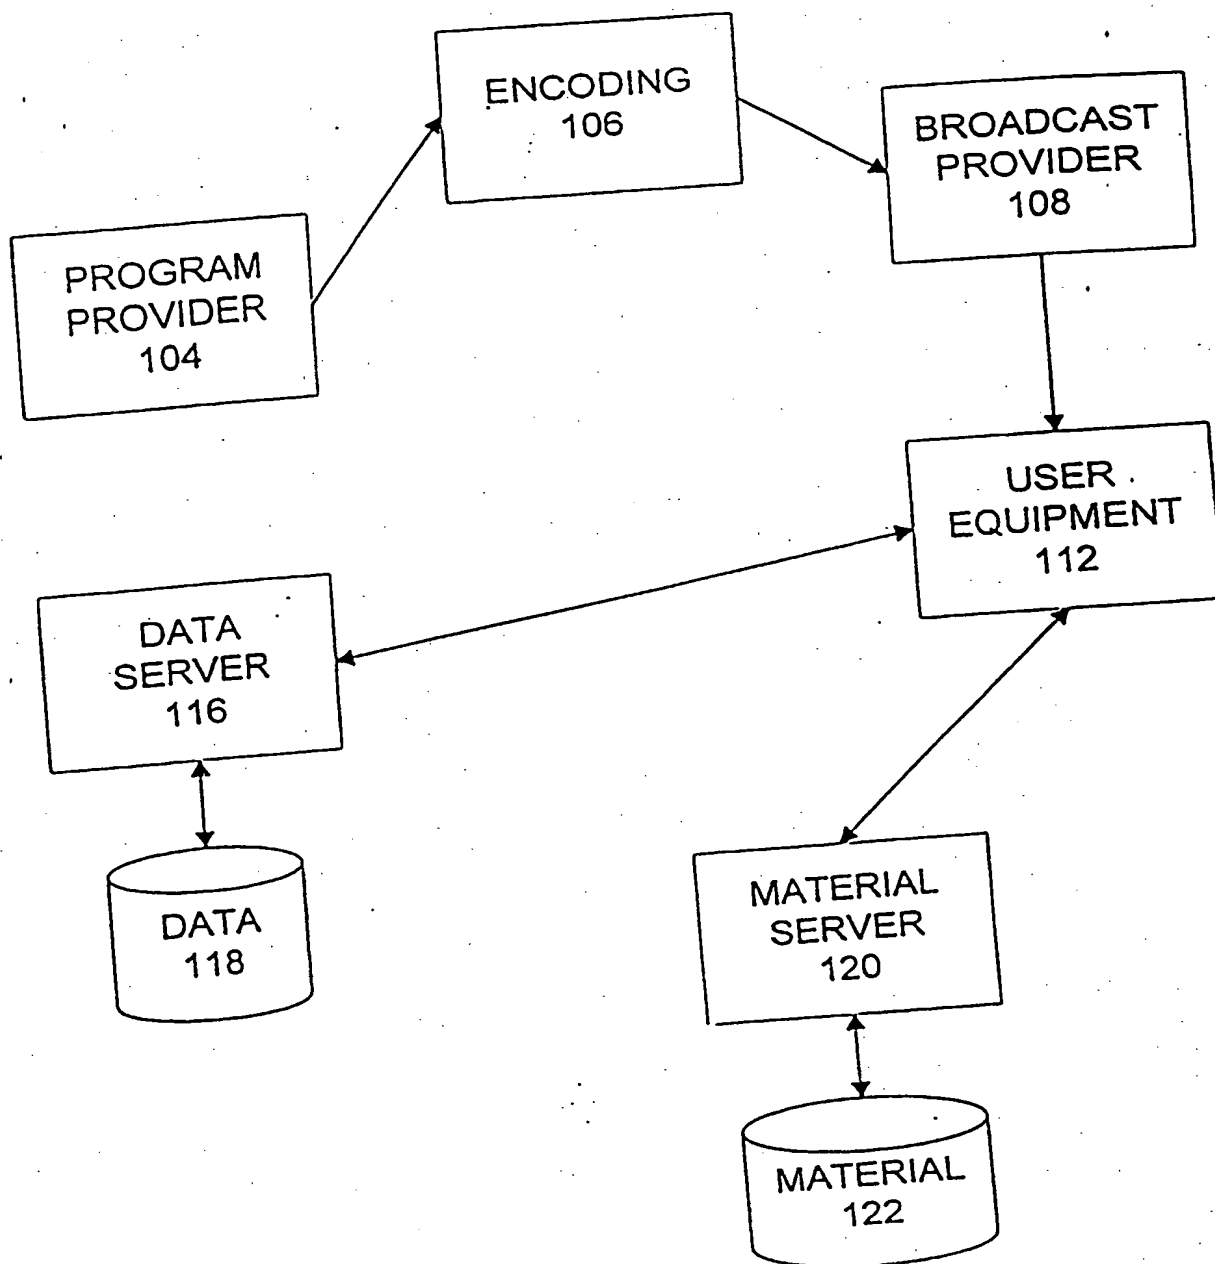 ENCODING
106
BROADCAST
PROVIDER
108
PROGRAM
PROVIDER
104
USER
EQUIPMENT
112
DATA
SERVER
116
DATA
118
MATERIAL
SERVER
120
MATERIAL
122